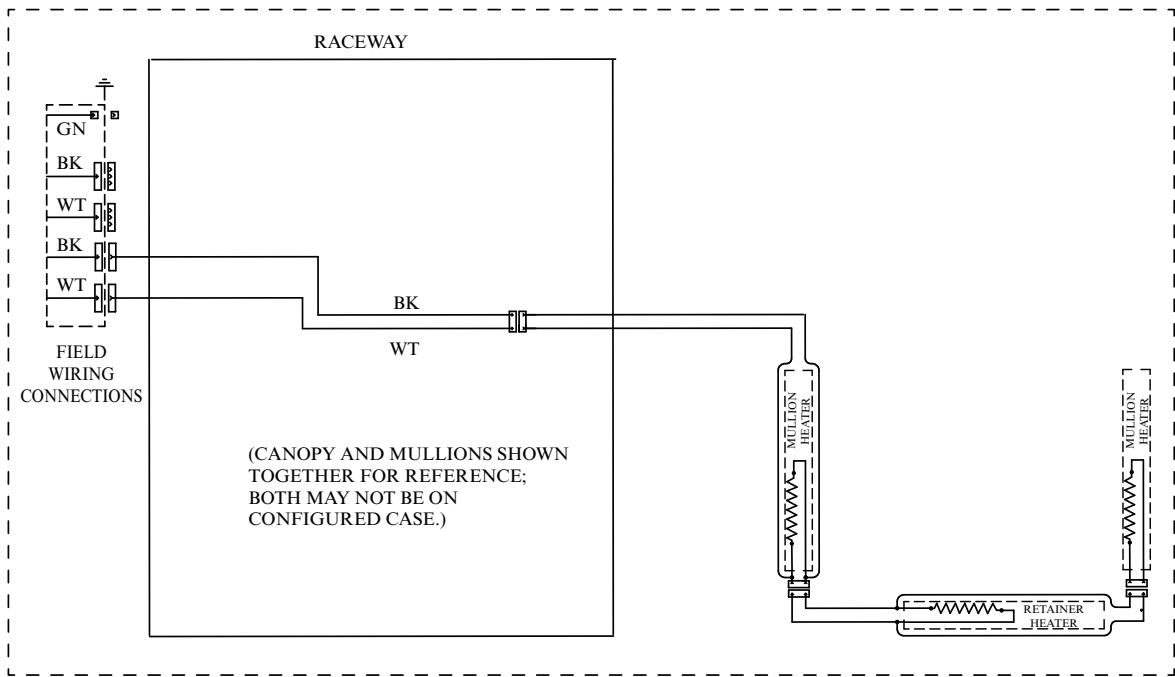 RACEWAY
GN
BK
WT
BK
WT
FIELD
WIRING
CONNECTIONS
BK
WT
(CANOPY AND MULLIONS SHOWN
TOGETHER FOR REFERENCE;
BOTH MAY NOT BE ON
CONFIGURED CASE.)
MULLION
HEATER
MULLION
HEATER
RETAINER
HEATER